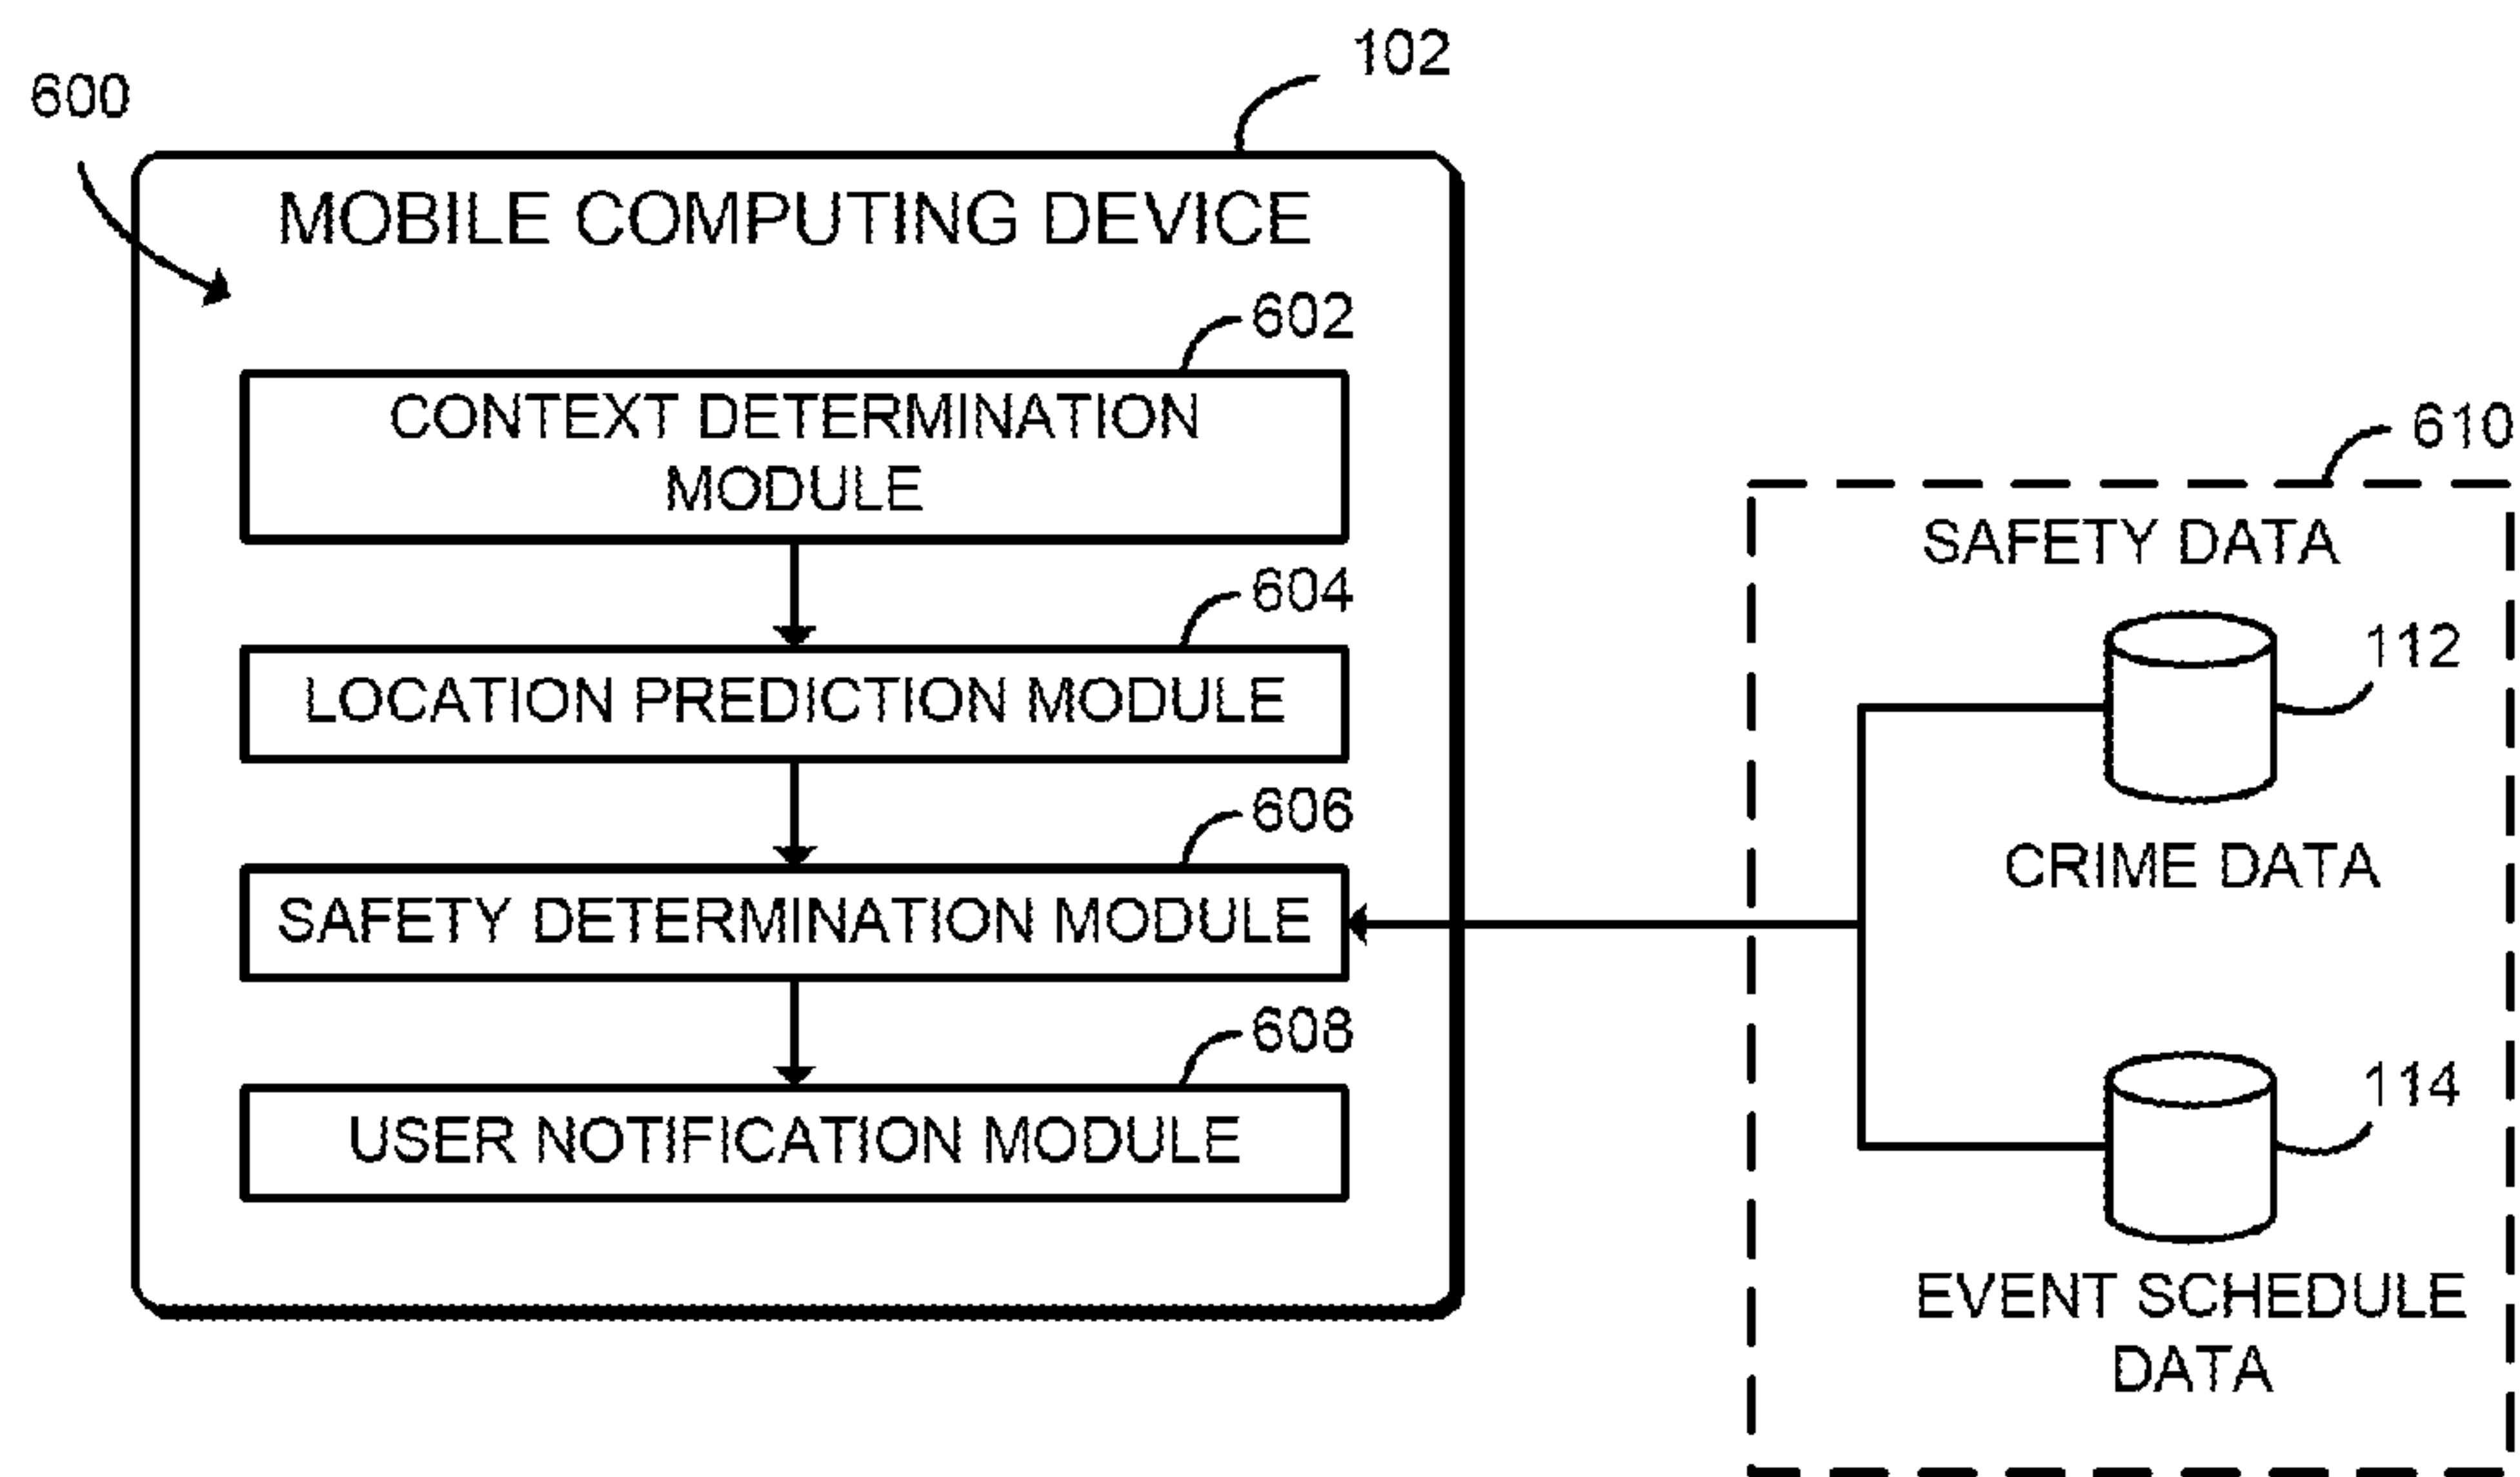 102
600
MOBILE COMPUTING DEVICE
602
CONTEXT DETERMINATION
MODULE
604
LOCATION PREDICTION MODULE
606
SAFETY DETERMINATION MODULE
608
USER NOTIFICATION MODULE
610
SAFETY DATA
112
CRIME DATA
114
EVENT SCHEDULE
DATA